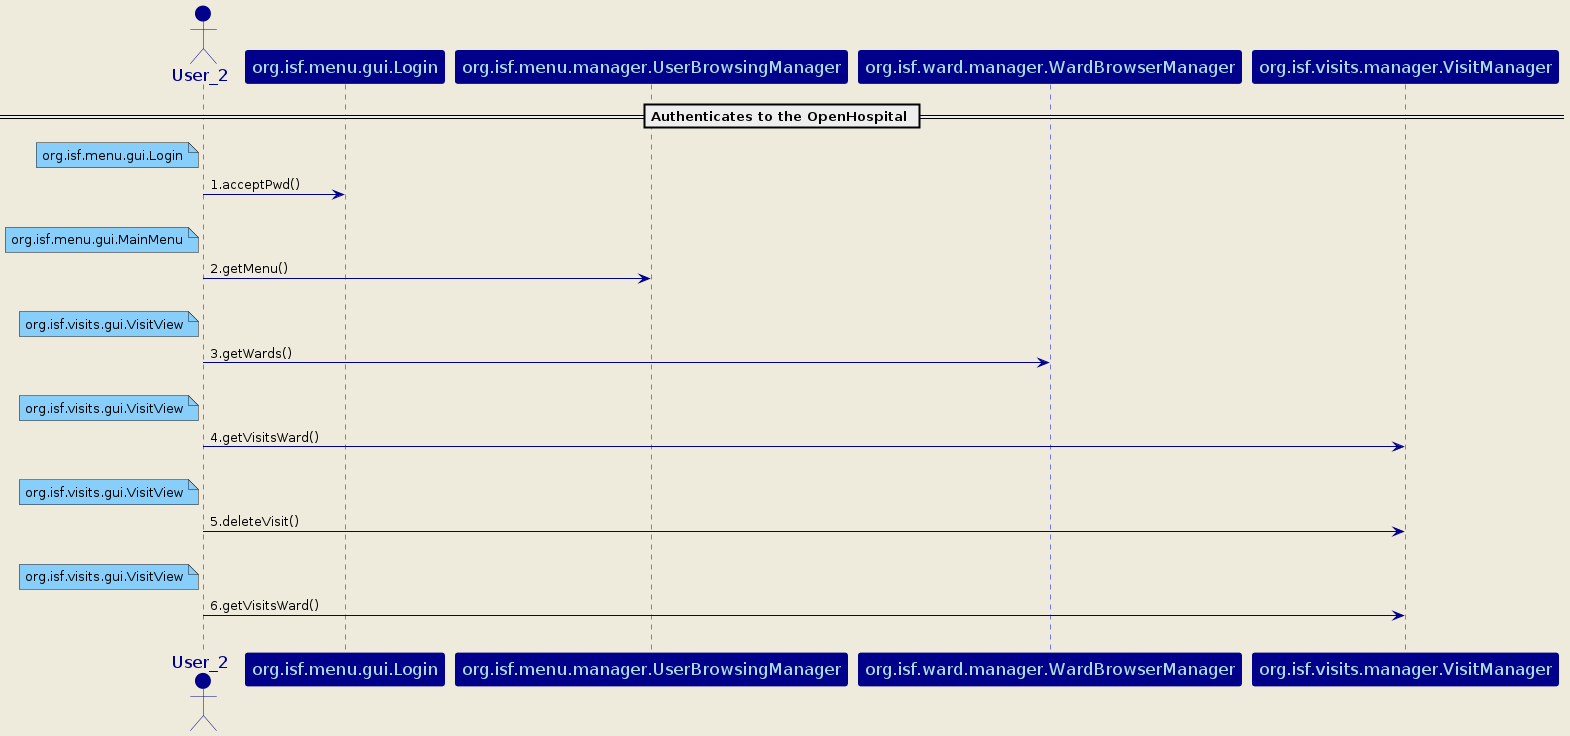 User_2
org.isf.menu.gui.Login
org.isf.menu.manager.UserBrowsingManager
org.isf.ward.manager.WardBrowserManager
org.isf.visits.manager.VisitManager
Authenticates to the OpenHospital
org.isf.menu.gui.Login
1.acceptPwd()
org.isf.menu.gui.MainMenu
2.getMenu()
org.isf.visits.gui.VisitView
3.getWards()
org.isf.visits.gui.VisitView
4.getVisitsWard()
org.isf.visits.gui.VisitView
5.deleteVisit()
org.isf.visits.gui.VisitView
6.getVisitsWard()
User_2
org.isf.menu.gui.Login
org.isf.menu.manager.UserBrowsingManager
org.isf.ward.manager.WardBrowserManager
org.isf.visits.manager.VisitManager